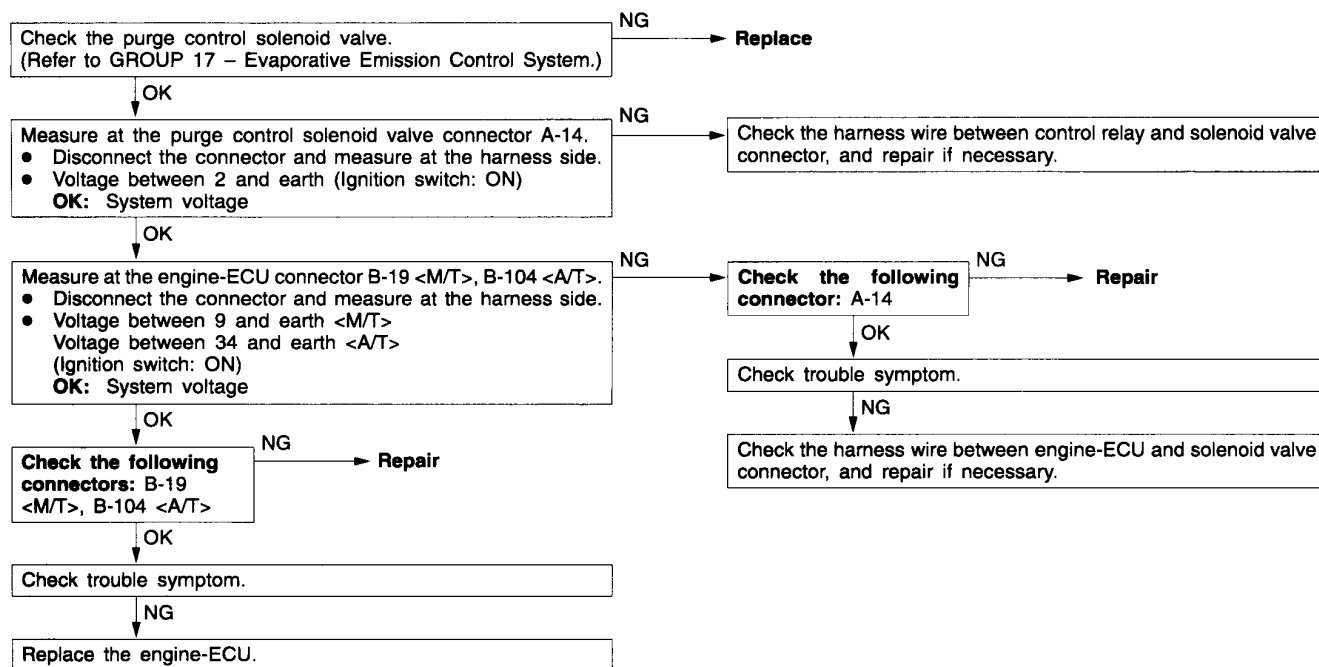 NG
Check the purge control solenoid valve.
(Refer to GROUP 17 – Evaporative Emission Control System.)
Replace
OK
Measure at the purge control solenoid valve connector A-14.
● Disconnect the connector and measure at the harness side.
● Voltage between 2 and earth (Ignition switch: ON)
OK: System voltage
NG
Check the harness wire between control relay and solenoid valve
connector, and repair if necessary.
OK
Measure at the engine-ECU connector B-19 <M/T>, B-104 <A/T>.
● Disconnect the connector and measure at the harness side.
● Voltage between 9 and earth <M/T>
Voltage between 34 and earth <A/T>
(Ignition switch: ON)
OK: System voltage
NG
Check the following
connector: A-14
NG
Repair
OK
Check trouble symptom.
NG
Check the harness wire between engine-ECU and solenoid valve
connector, and repair if necessary.
OK
Check the following
connectors: B-19
<M/T>, B-104 <A/T>
NG
Repair
OK
Check trouble symptom.
NG
Replace the engine-ECU.